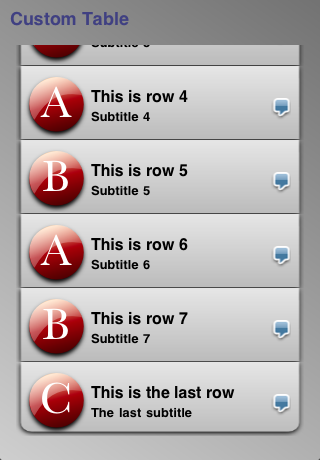 Custom Table
A
This is row 4
Subtitle 4
B
This is row 5
Subtitle 5
A
This is row 6
Subtitle 6
B
This is row 7
Subtitle 7
C
This is the last row
The last subtitle